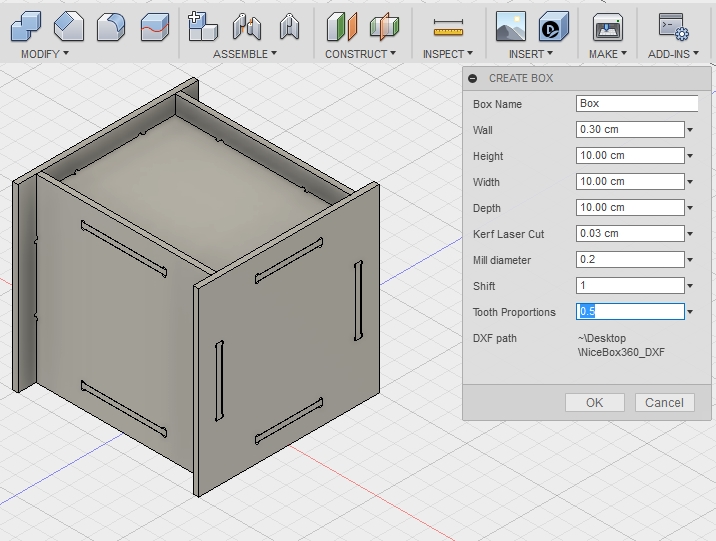 MODIFY ASSEMBLE CONSTRUCT INSPECT INSERT MAKE ADD-INS
CREATE BOX
Box Name Box
Wall 0.30 cm
Height 10.00 cm
Width 10.00 cm
Depth 10.00 cm
Kerf Laser Cut 0.03 cm
Mill diameter 0.2
Shift 1
Tooth Proportions 0.5
DXF path ~\Desktop
\NiceBox360_DXF
OK Cancel